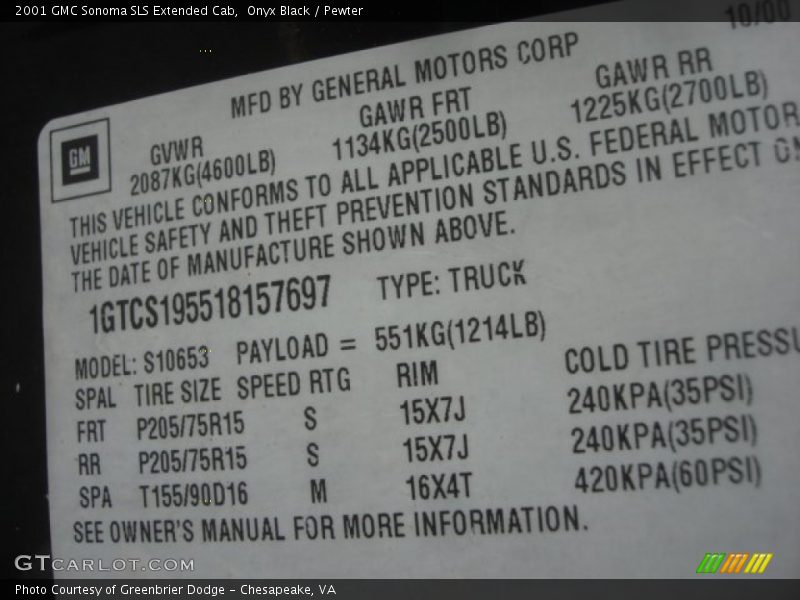 2001 GMC Sonoma SLS Extended Cab,  Onyx Black / Pewter
10/00
MFD BY GENERAL MOTORS CORP
GM
GVWR GAWR FRT GAWR RR
2087KG(4600LB) 1134KG(2500LB) 1225KG(2700LB)
THIS VEHICLE CONFORMS TO ALL APPLICABLE U.S. FEDERAL MOTOR
VEHICLE SAFETY AND THEFT PREVENTION STANDARDS IN EFFECT ON
THE DATE OF MANUFACTURE SHOWN ABOVE.
1GTCS195518157697 TYPE: TRUCK
MODEL: S10653 PAYLOAD = 551KG(1214LB)
SPAL TIRE SIZE SPEED RTG RIM COLD TIRE PRESSU
FRT P205/75R15 S 15X7J 240KPA(35PSI)
RR P205/75R15 S 15X7J 240KPA(35PSI)
SPA T155/90D16 M 16X4T 420KPA(60PSI)
SEE OWNER'S MANUAL FOR MORE INFORMATION.
GTCARLOT.COM
Photo Courtesy of Greenbrier Dodge - Chesapeake, VA